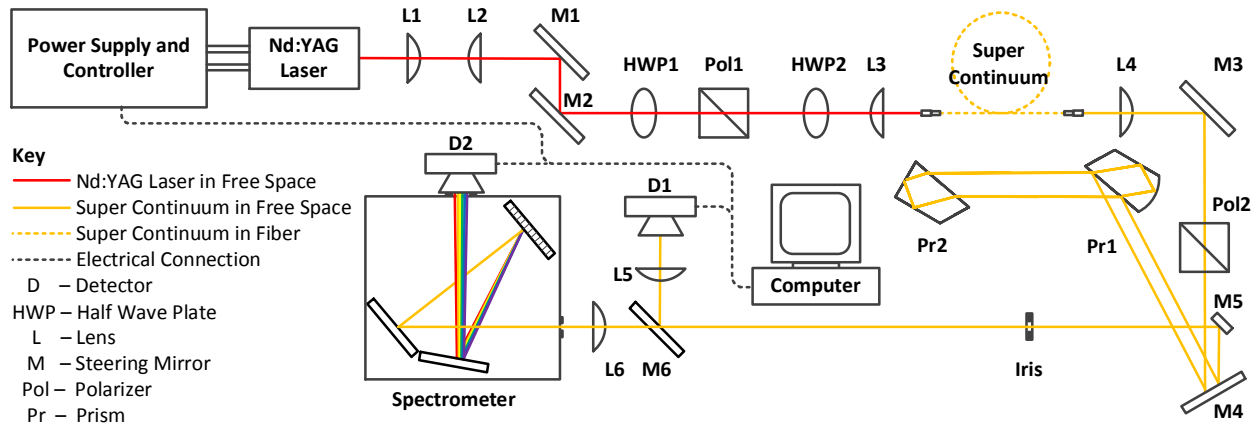 Power Supply and
Controller
Nd:YAG
Laser
L1
L2
M1
M2
HWP1
Pol1
HWP2
L3
Super
Continuum
L4
M3
Key
Nd:YAG Laser in Free Space
Super Continuum in Free Space
Super Continuum in Fiber
Electrical Connection
D – Detector
HWP – Half Wave Plate
L – Lens
M – Steering Mirror
Pol – Polarizer
Pr – Prism
D2
D1
L5
Computer
Pr2
Pr1
Pol2
M5
L6
M6
Iris
M4
Spectrometer